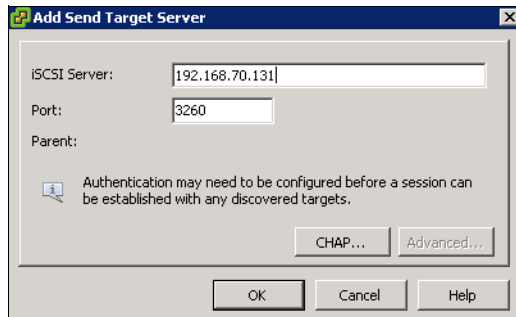 Add Send Target Server
iSCSI Server: 192.168.70.131
Port: 3260
Parent:
Authentication may need to be configured before a session can
be established with any discovered targets.
CHAP... Advanced...
OK Cancel Help